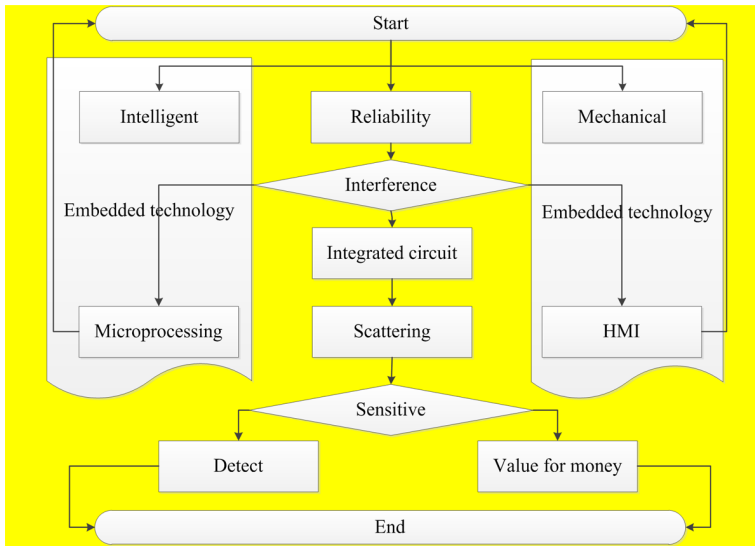 Start
Intelligent
Reliability
Mechanical
Interference
Embedded technology
Embedded technology
Integrated circuit
Microprocessing
Scattering
HMI
Sensitive
Detect
Value for money
End